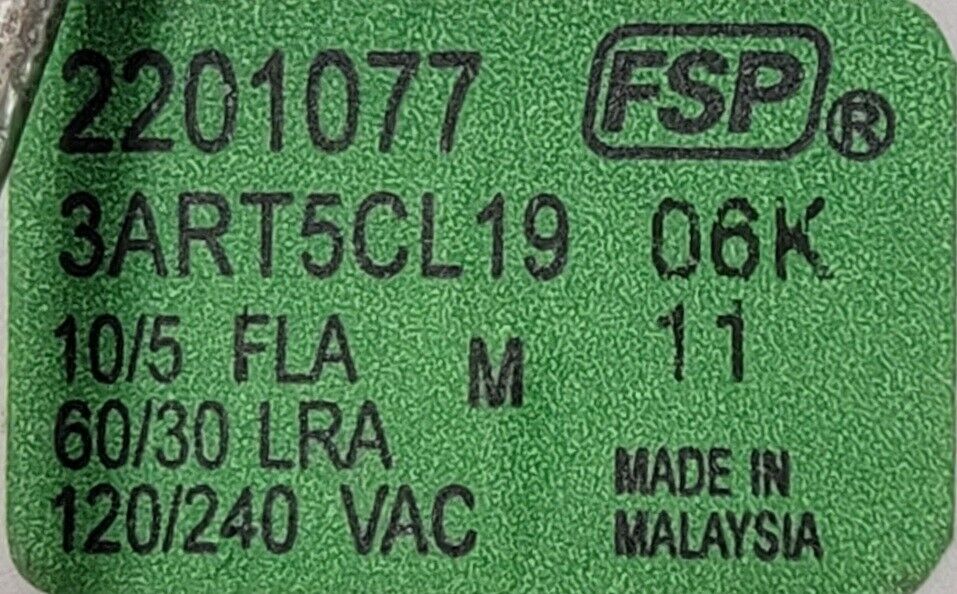 2201077 FSP®
3ART5CL19 06K
10/5 FLA M 11
60/30 LRA
120/240 VAC
MADE IN
MALAYSIA